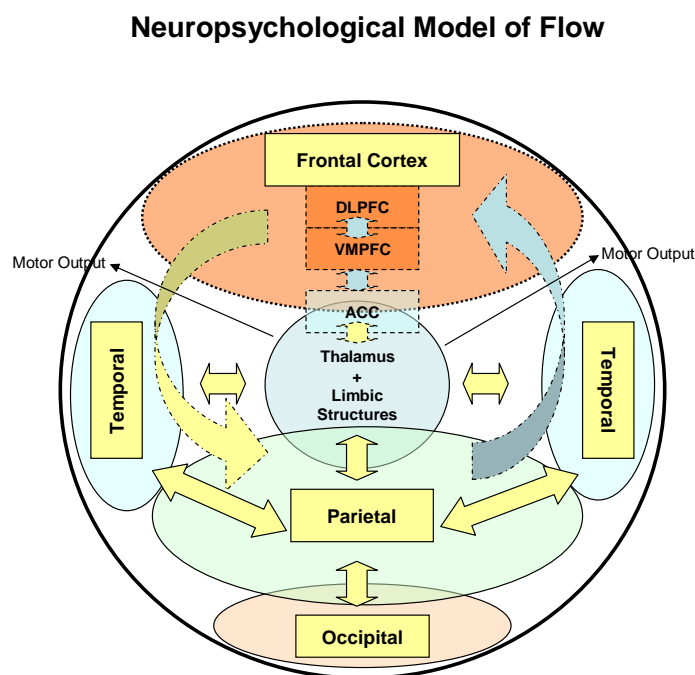 Neuropsychological Model of Flow
Frontal Cortex
DLPFC
VMPFC
Motor Output
Motor Output
ACC
Thalamus
+
Limbic
Structures
Temporal
Temporal
Parietal
Occipital